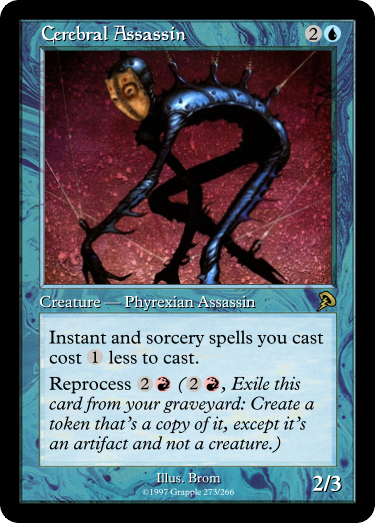 Cerebral Assassin 2
Creature — Phyrexian Assassin
Instant and sorcery spells you cast
cost 1 less to cast.
Reprocess 2 (2, Exile this
card from your graveyard: Create a
token that's a copy of it, except it's
an artifact and not a creature.)
Illus. Brom
©1997 Grapple 273/266
2/3